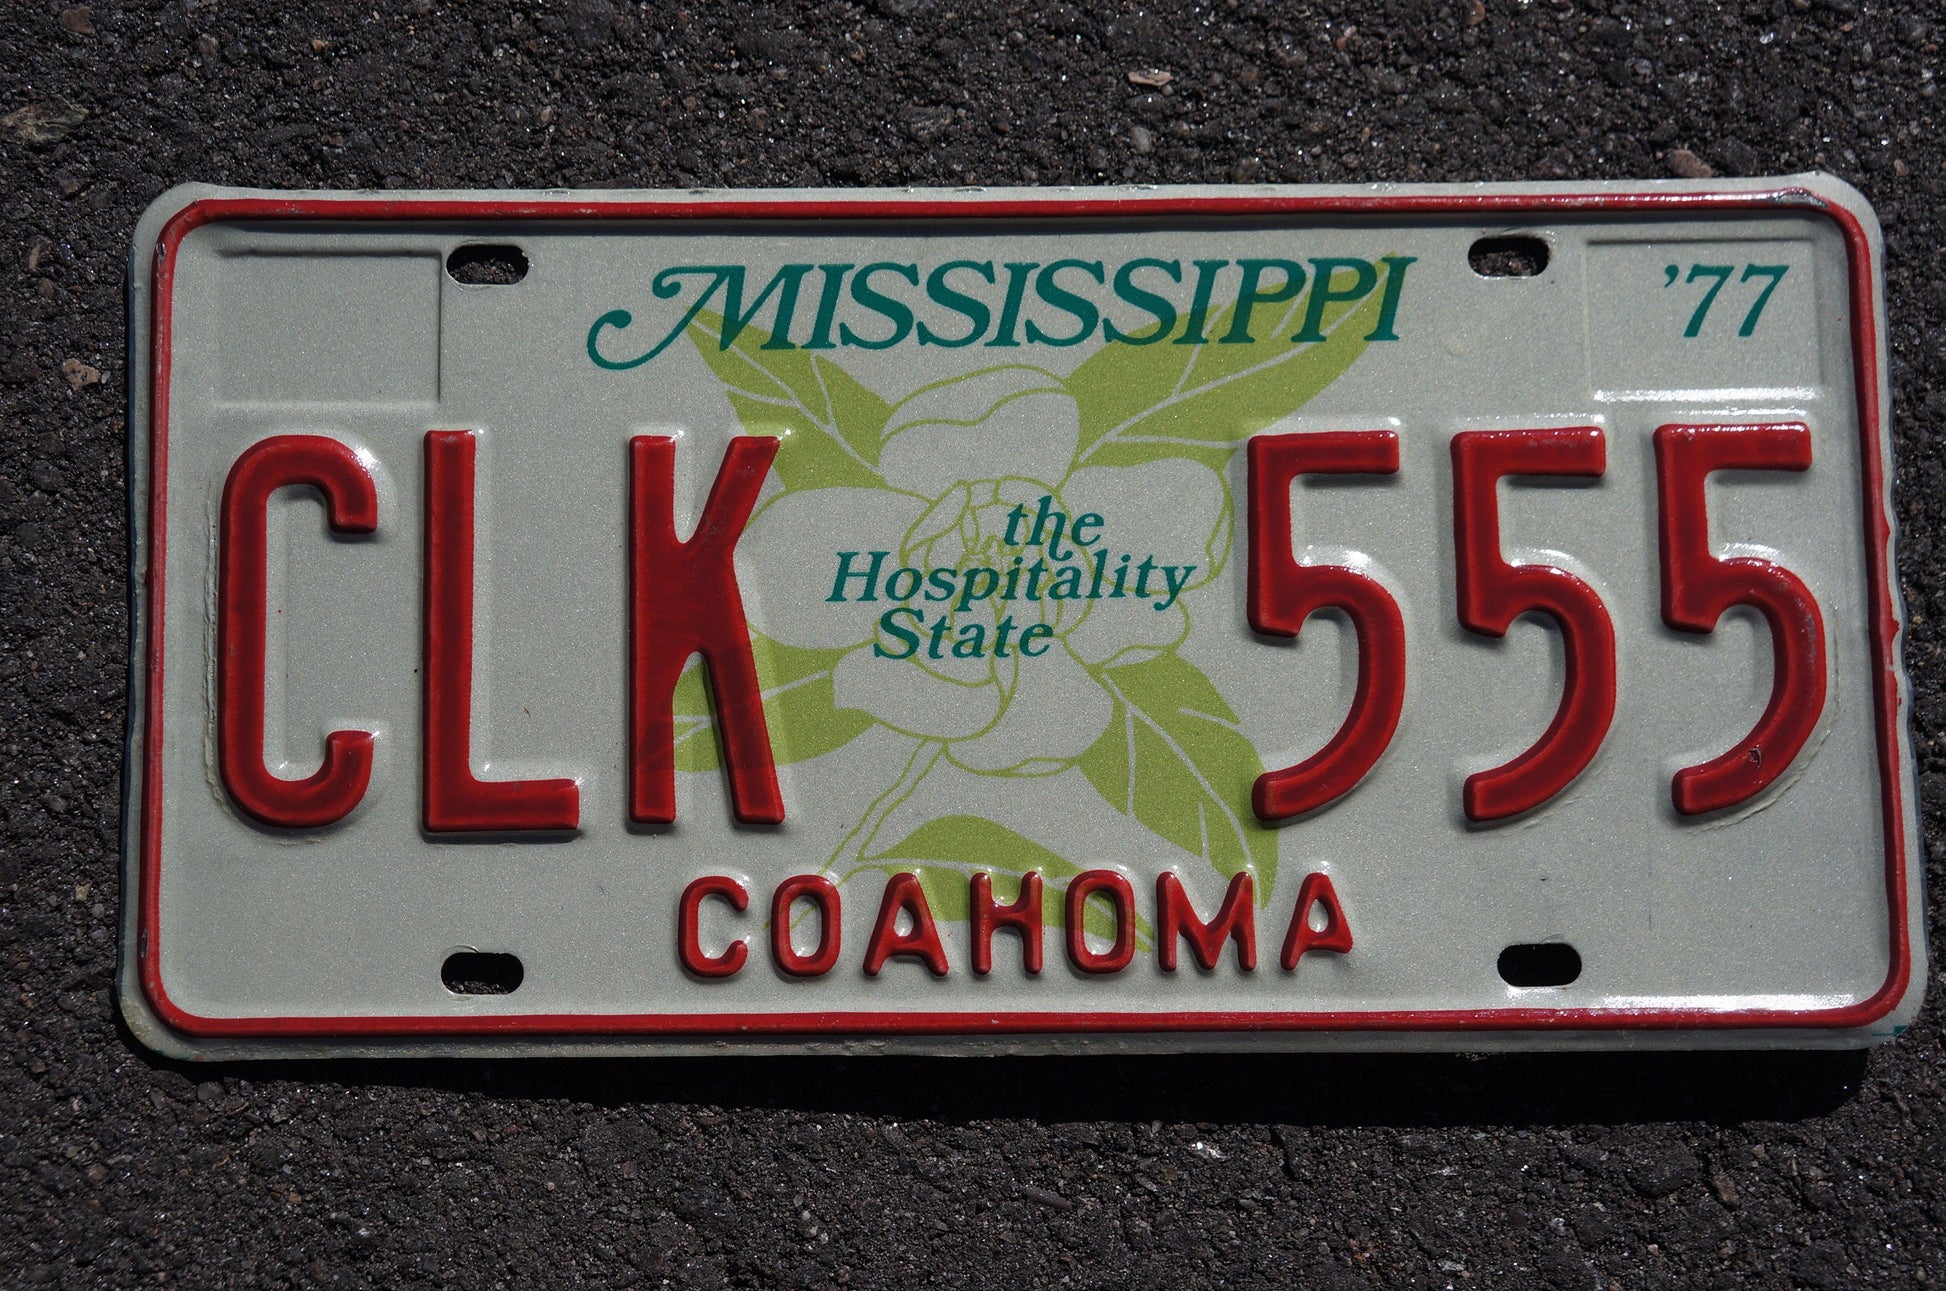 MISSISSIPPI '77
CLK 555
the
Hospitality
State
COAHOMA